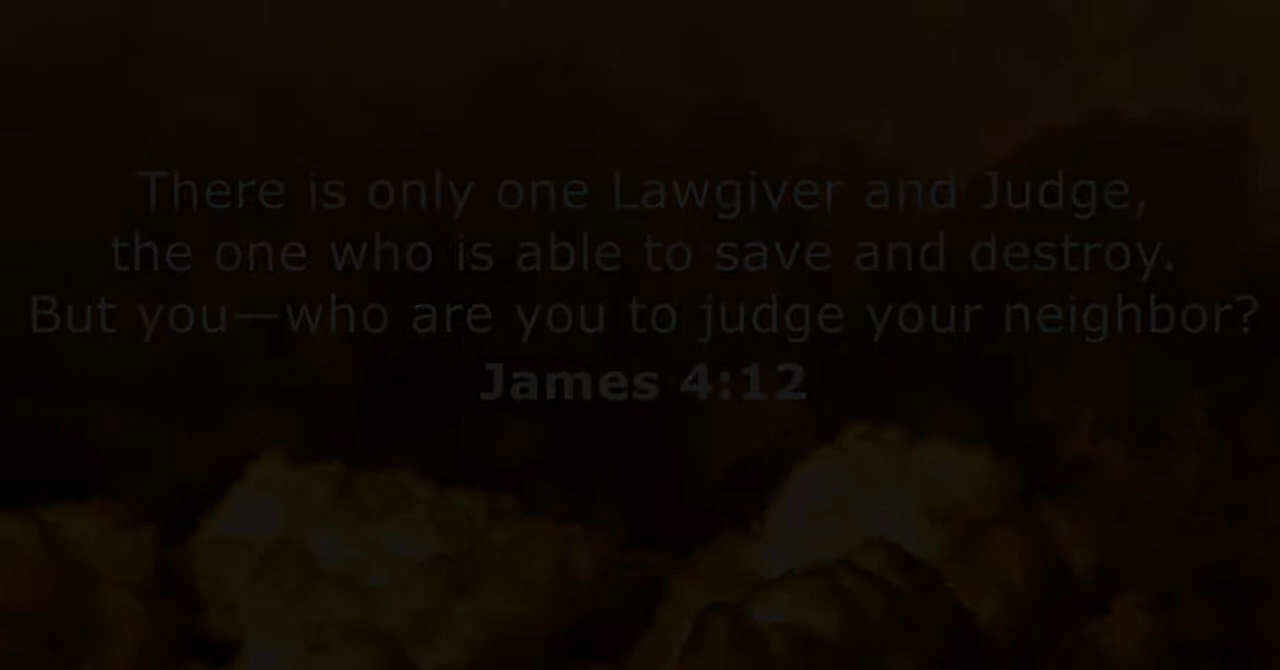 There is only one Lawgiver and Judge,
the one who is able to save and destroy.
But you—who are you to judge your neighbor?
James 4:12